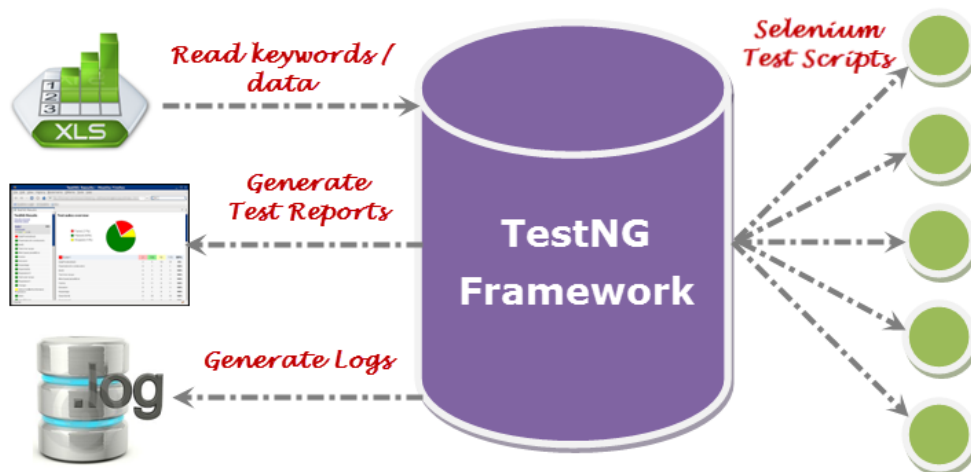 Read keywords /
data
1
2
3
XLS
Generate
Test Reports
Generate Logs
.log
TestNG
Framework
Selenium
Test Scripts